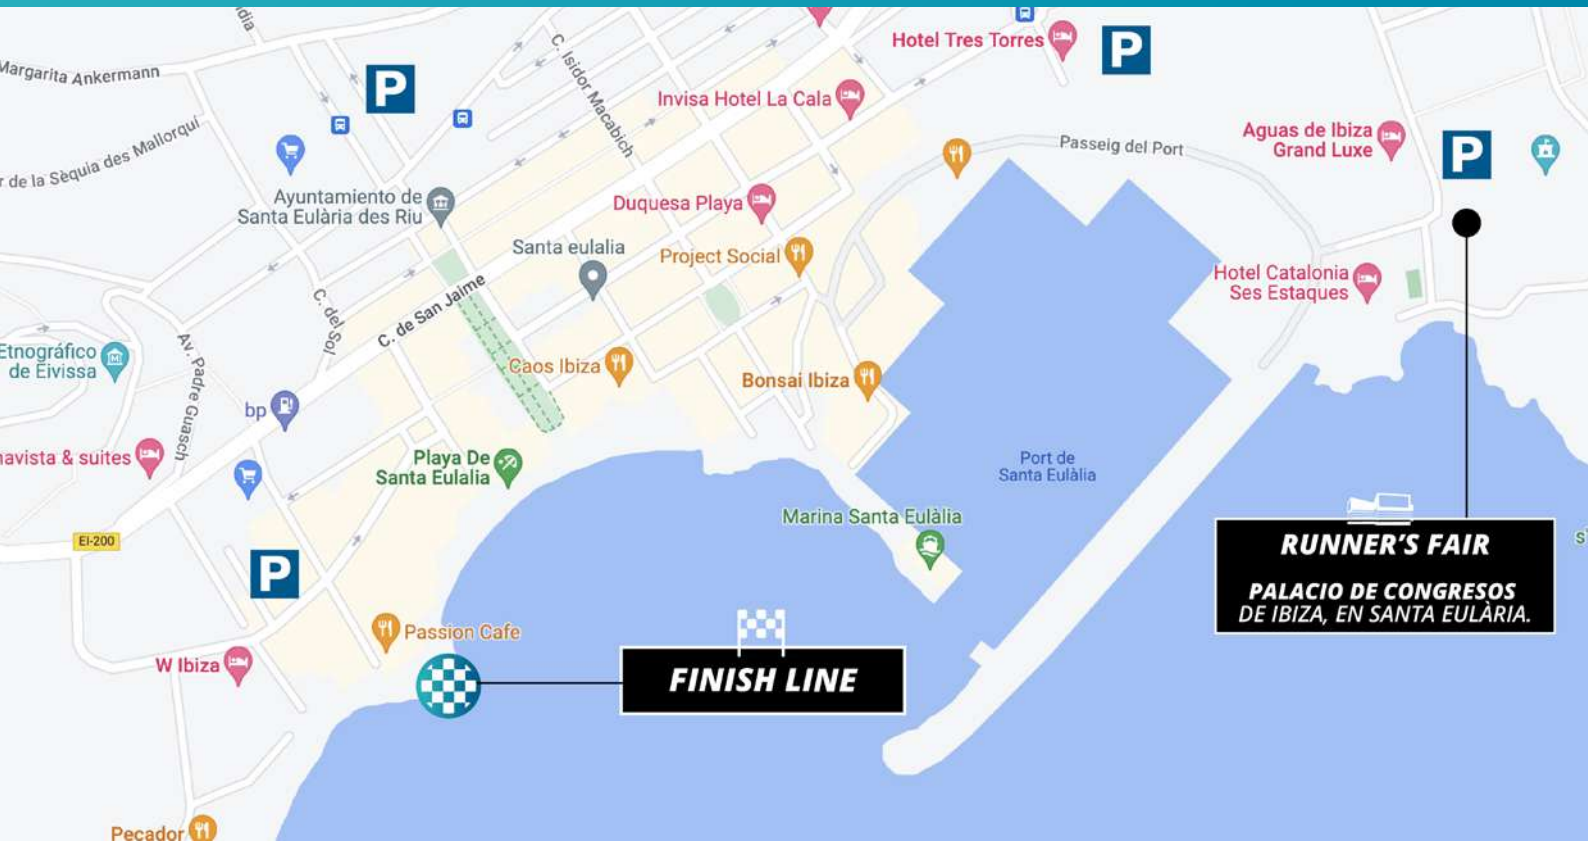 Margarita Ankermann
P
C. Isidor Macabich
Hotel Tres Torres
P
Invisa Hotel La Cala
Passeig del Port
Aguas de Ibiza
Grand Luxe
P
r de la Sèquia des Mallorquí
Ayuntamiento de
Santa Eulària des Riu
Duquesa Playa
Santa eulalia
Project Social
Hotel Catalonia
Ses Estaques
C. de San Jaime
C. del Sol
Etnográfico
de Eivissa
Av. Padre Guasch
Caos Ibiza
Bonsai Ibiza
bp
navista & suites
Playa De
Santa Eulalia
Port de
Santa Eulàlia
Marina Santa Eulàlia
EI-200
RUNNER'S FAIR
PALACIO DE CONGRESOS
DE IBIZA, EN SANTA EULÀRIA.
P
Passion Cafe
W Ibiza
FINISH LINE
Pecador